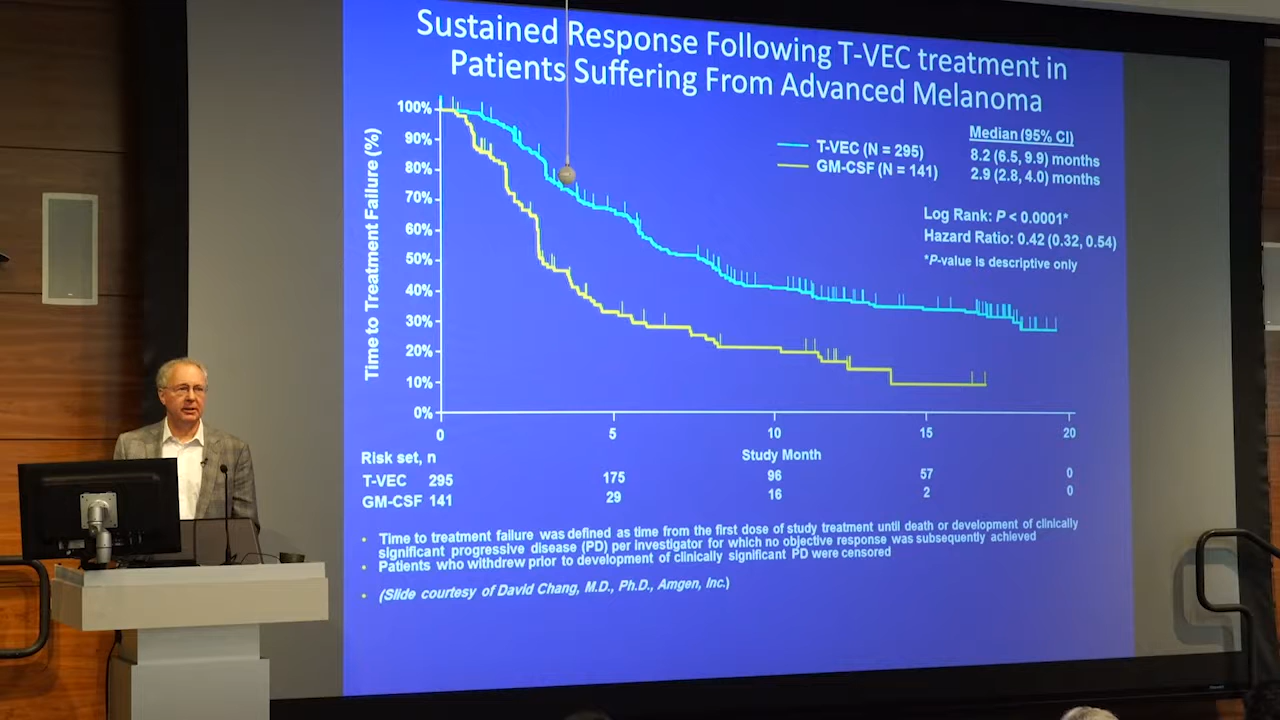 Sustained Response Following T-VEC treatment in
Patients Suffering From Advanced Melanoma
Time to Treatment Failure (%)
100%
90%
80%
70%
60%
50%
40%
30%
20%
10%
0%
T-VEC (N = 295)
GM-CSF (N = 141)
Median (95% CI)
8.2 (6.5, 9.9) months
2.9 (2.8, 4.0) months
Log Rank: P < 0.0001*
Hazard Ratio: 0.42 (0.32, 0.54)
*P-value is descriptive only
0 5 10 15 20
Study Month
Risk set, n
T-VEC 295 175 96 57 0
GM-CSF 141 29 16 2 0
• Time to treatment failure was defined as time from the first dose of study treatment until death or development of clinically
significant progressive disease (PD) per investigator for which no objective response was subsequently achieved
• Patients who withdrew prior to development of clinically significant PD were censored
• (Slide courtesy of David Chang, M.D., Ph.D., Amgen, Inc.)